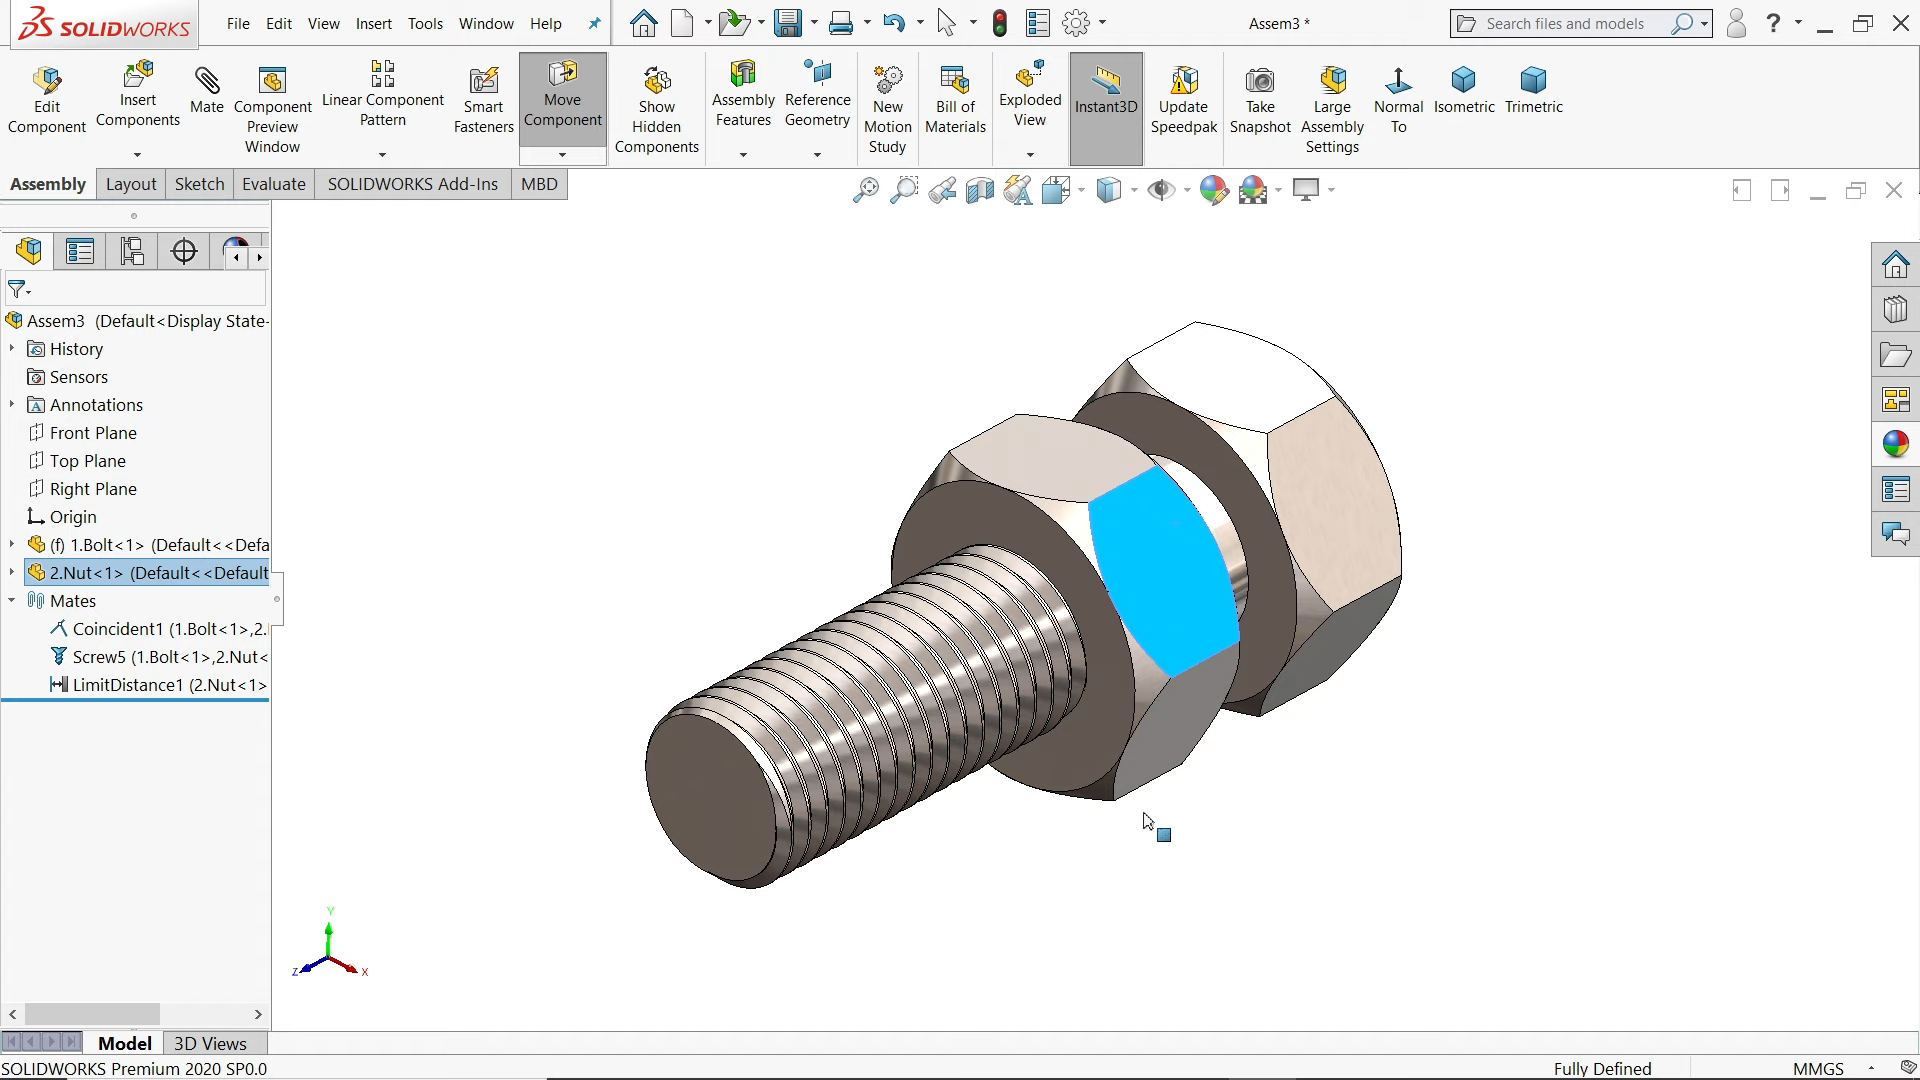 SOLIDWORKS
File Edit View Insert Tools Window Help
Assem3 *
Search files and models
?
Edit Component
Insert Components
Mate
Component Preview Window
Linear Component Pattern
Smart Fasteners
Move Component
Show Hidden Components
Assembly Features
Reference Geometry
New Motion Study
Bill of Materials
Exploded View
Instant3D
Update Speedpak
Take Snapshot
Large Assembly Settings
Normal To
Isometric
Trimetric
Assembly Layout Sketch Evaluate SOLIDWORKS Add-Ins MBD
Assem3 (Default<Display State-
History
Sensors
Annotations
Front Plane
Top Plane
Right Plane
Origin
(f) 1.Bolt<1> (Default<<Defa
2.Nut<1> (Default<<Default
Mates
Coincident1 (1.Bolt<1>,2.
Screw5 (1.Bolt<1>,2.Nut<
LimitDistance1 (2.Nut<1>
Y
Z
X
Model 3D Views
SOLIDWORKS Premium 2020 SP0.0
Fully Defined
MMGS